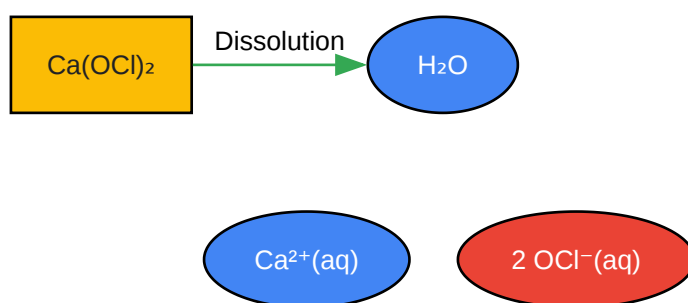 Ca(OCl)₂
Dissolution
H₂O
Ca²⁺(aq)
2 OCl⁻(aq)